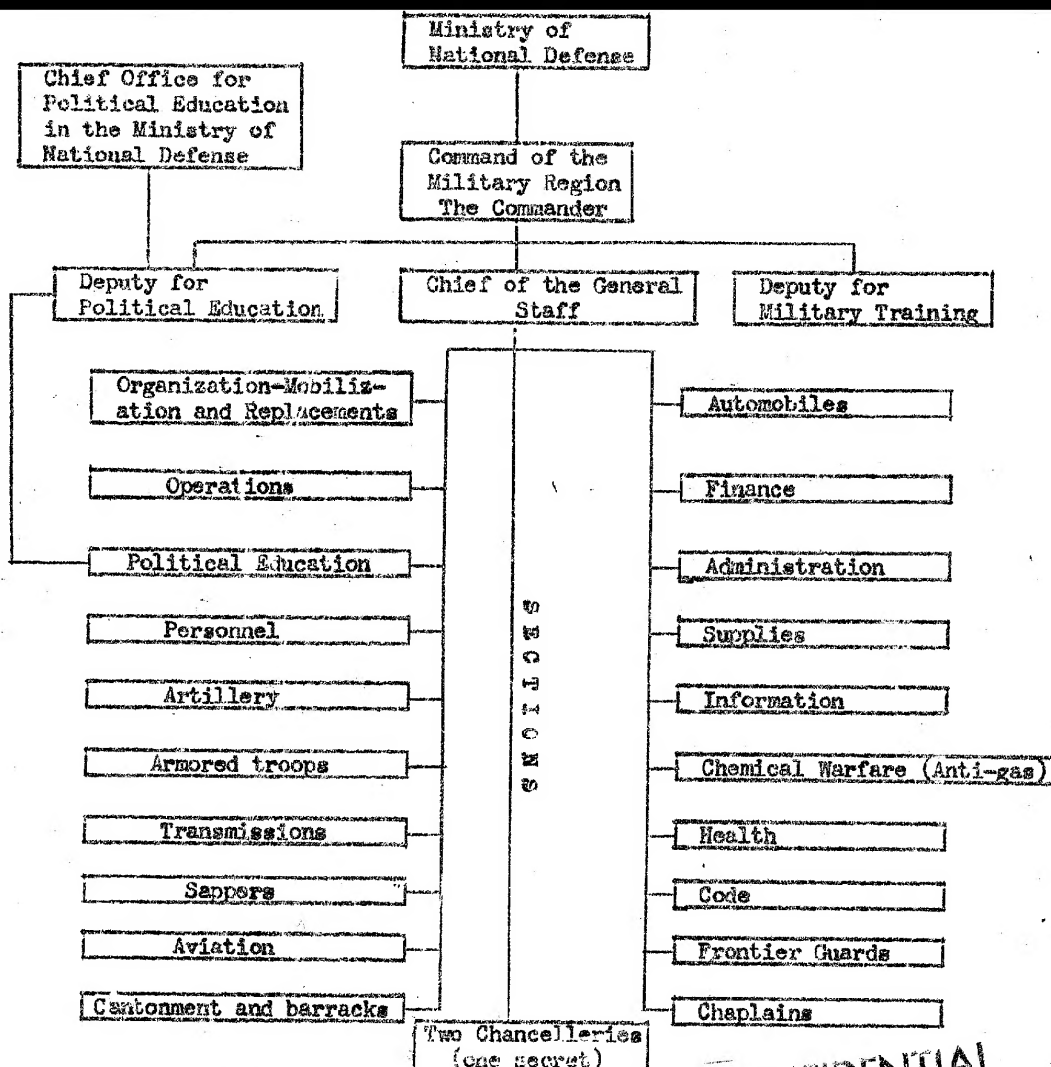 Ministry of
National Defense
Chief Office for
Political Education
in the Ministry of
National Defense
Command of the
Military Region
The Commander
Deputy for
Political Education
Chief of the General
Staff
Deputy for
Military Training
Organization-Mobiliz-
ation and Replacements
Operations
Political Education
Personnel
Artillery
Armored troops
Transmissions
Sappers
Aviation
Cantonment and barracks
SECTIONS
Automobiles
Finance
Administration
Supplies
Information
Chemical Warfare (Anti-gas)
Health
Code
Frontier Guards
Chaplains
Two Chancelleries
(one secret)